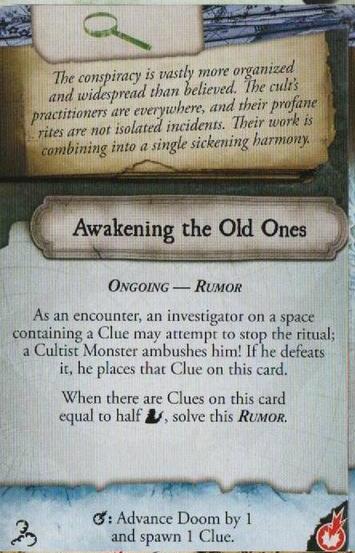 The conspiracy is vastly more organized
and widespread than believed. The cult's
practitioners are everywhere, and their profane
rites are not isolated incidents. Their work is
combining into a single sickening harmony.
Awakening the Old Ones
ONGOING — RUMOR
As an encounter, an investigator on a space
containing a Clue may attempt to stop the ritual;
a Cultist Monster ambushes him! If he defeats
it, he places that Clue on this card.
When there are Clues on this card
equal to half , solve this RUMOR.
: Advance Doom by 1
and spawn 1 Clue.